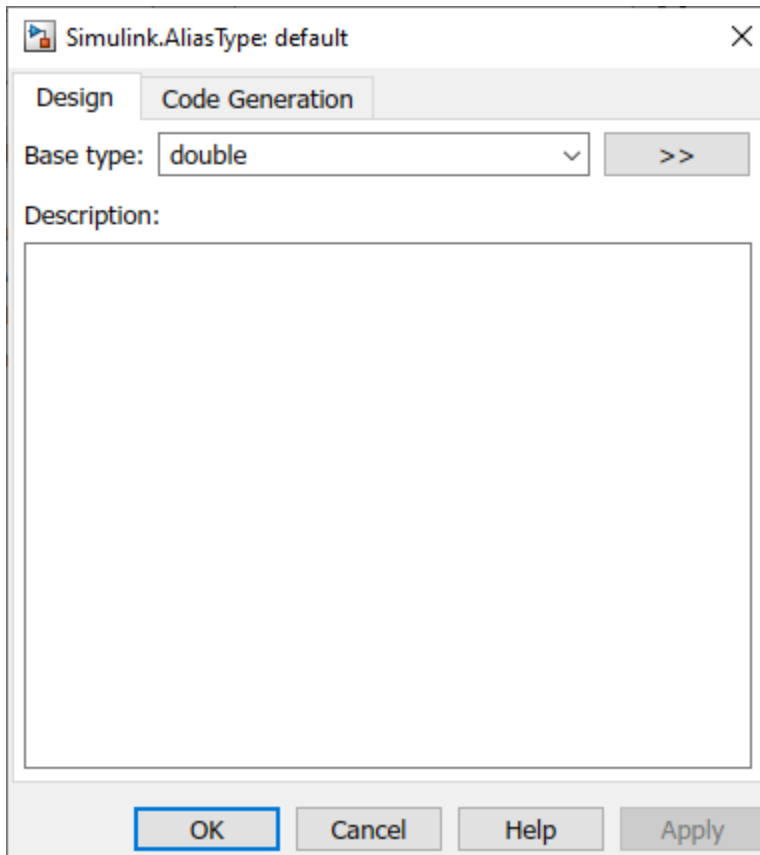 Simulink.AliasType: default
Design Code Generation
Base type: double >>
Description:
OK Cancel Help Apply